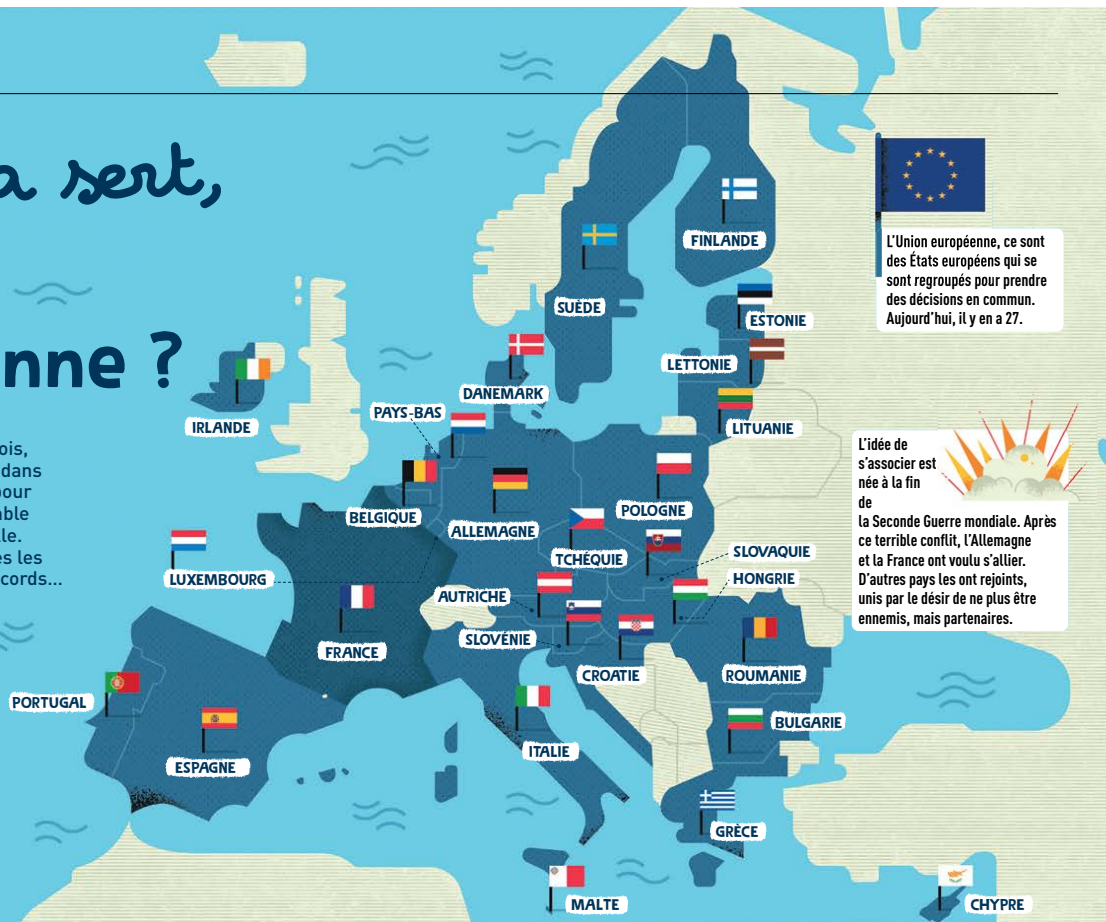 a sert,
nne ?
ois,
dans
our
able
lle.
es les
cords...
L'Union européenne, ce sont
des États européens qui se
sont regroupés pour prendre
des décisions en commun.
Aujourd'hui, il y en a 27.
L'idée de
s'associer est
née à la fin
de
la Seconde Guerre mondiale. Après
ce terrible conflit, l'Allemagne
et la France ont voulu s'allier.
D'autres pays les ont rejoints,
unis par le désir de ne plus être
ennemis, mais partenaires.
FINLANDE
SUÈDE
ESTONIE
LETTONIE
LITUANIE
DANEMARK
IRLANDE
PAYS-BAS
BELGIQUE
ALLEMAGNE
POLOGNE
LUXEMBOURG
TCHÉQUIE
SLOVAQUIE
HONGRIE
AUTRICHE
SLOVÉNIE
FRANCE
CROATIE
ROUMANIE
PORTUGAL
ESPAGNE
ITALIE
BULGARIE
GRÈCE
MALTE
CHYPRE